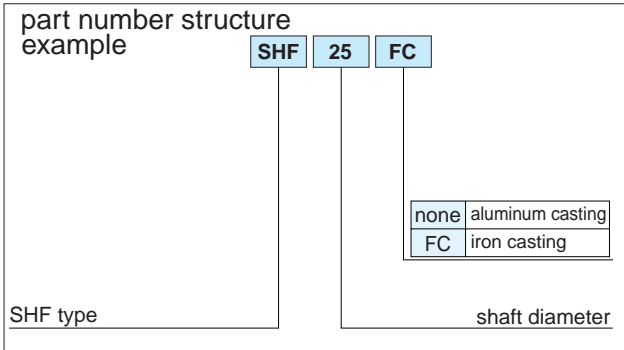 part number structure
example
SHF 25 FC
none aluminum casting
FC iron casting
SHF type shaft diameter